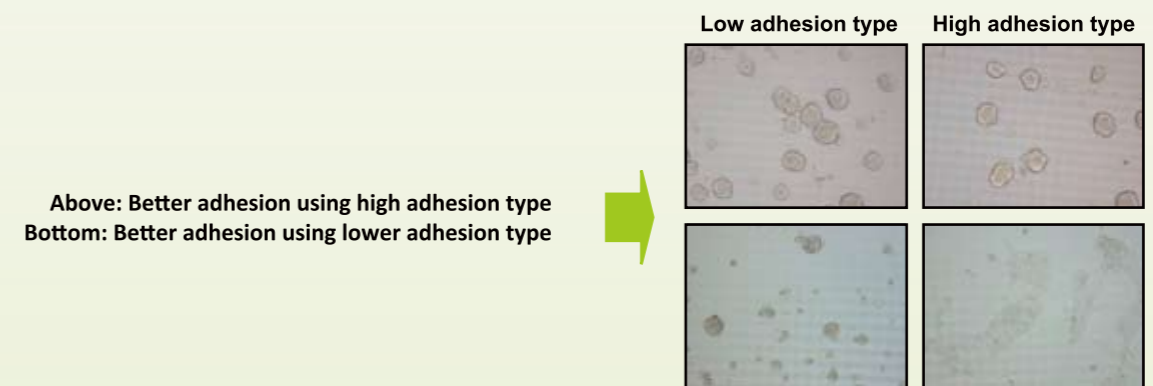 Low adhesion type
High adhesion type
Above: Better adhesion using high adhesion type
Bottom: Better adhesion using lower adhesion type